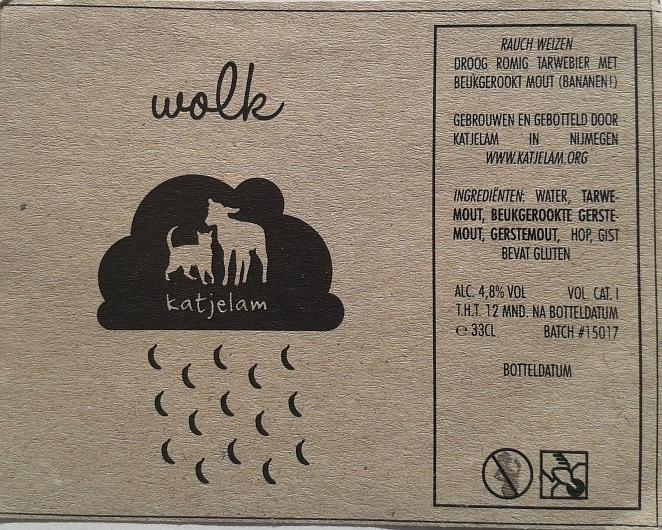 wolk
katjelam
RAUCH WEIZEN
DROOG ROMIG TARWEBIER MET
BEUKGEROOKT MOUT (BANANEN!)
GEBROUWEN EN GEBOTTELD DOOR
KATJELAM IN NIJMEGEN
WWW.KATJELAM.ORG
INGREDIËNTEN: WATER, TARWE-
MOUT, BEUKGEROOKTE GERSTE-
MOUT, GERSTEMOUT, HOP, GIST
BEVAT GLUTEN
ALC. 4,8% VOL VOL CAT. I
T.H.T. 12 MND. NA BOTTELDATUM
℮ 33CL BATCH #15017
BOTTELDATUM